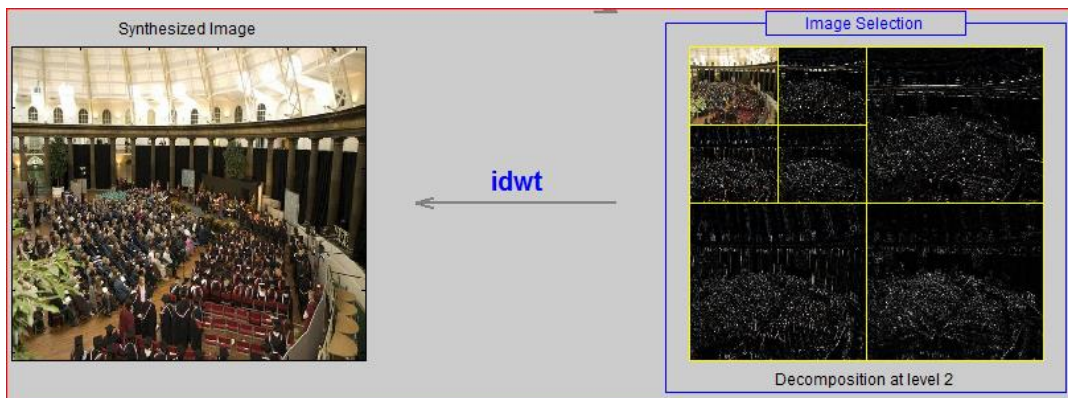 Synthesized Image
Image Selection
idwt
Decomposition at level 2